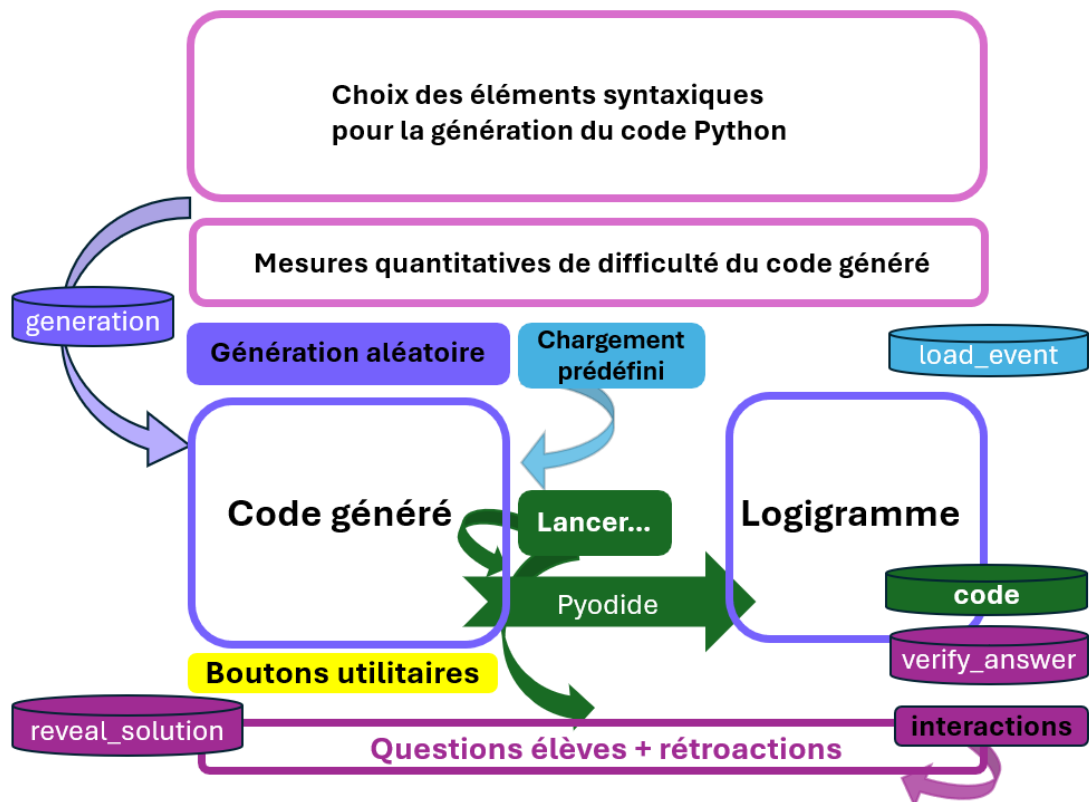 Choix des éléments syntaxiques
pour la génération du code Python
Mesures quantitatives de difficulté du code généré
generation
Génération aléatoire
Chargement
prédéfini
load_event
Code généré
Lancer...
Logigramme
Pyodide
code
verify_answer
Boutons utilitaires
reveal_solution
interactions
Questions élèves + rétroactions